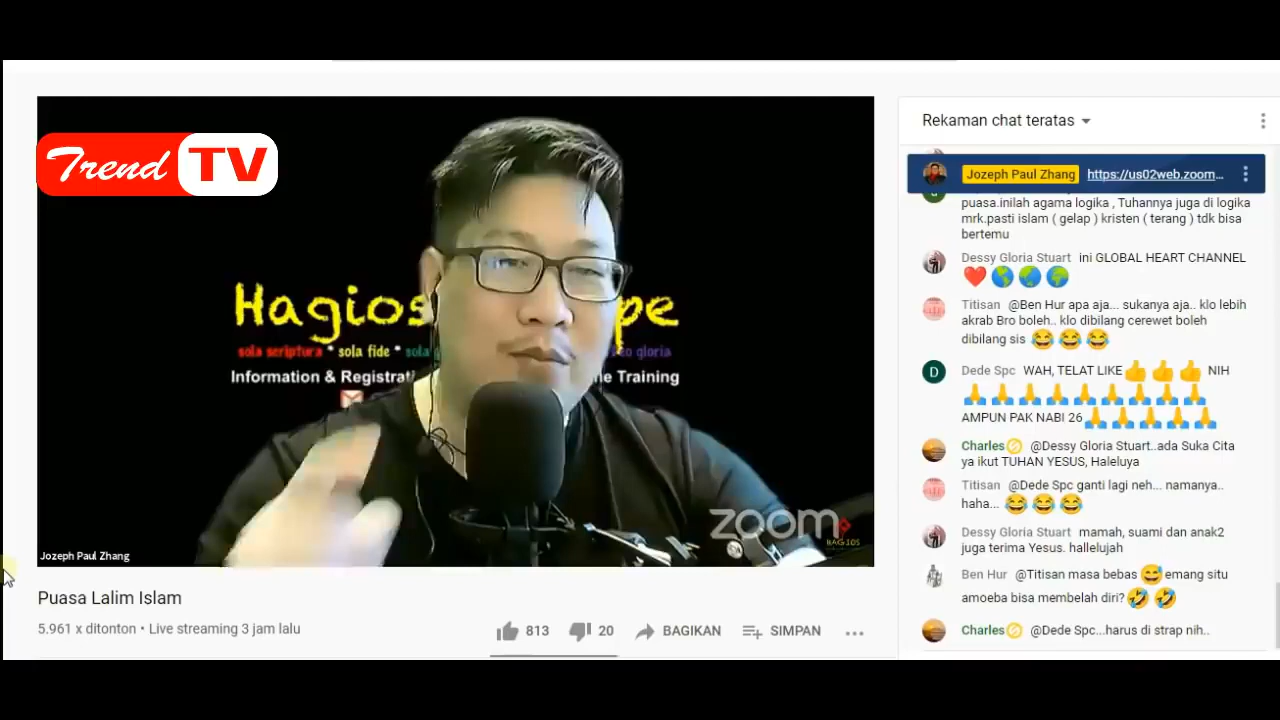 Trend TV
Hagios
pe
sola scriptura * sola fide * sola
eo gloria
Information & Registrati
ne Training
zoom
BAG 105
Jozeph Paul Zhang
Puasa Lalim Islam
5.961 x ditonton • Live streaming 3 jam lalu
813
20
BAGIKAN
SIMPAN
Rekaman chat teratas
Jozeph Paul Zhang https://us02web.zoom...
puasa.inilah agama logika , Tuhannya juga di logika
mrk.pasti islam ( gelap ) kristen ( terang ) tdk bisa
bertemu
Dessy Gloria Stuart ini GLOBAL HEART CHANNEL
❤️🌎🌏🌍
Titisan @Ben Hur apa aja... sukanya aja.. klo lebih
akrab Bro boleh.. klo dibilang cerewet boleh
dibilang sis 😂😂😂
Dede Spc WAH, TELAT LIKE👍👍👍 NIH
🙏🙏🙏🙏🙏🙏🙏🙏🙏
AMPUN PAK NABI 26🙏🙏🙏🙏🙏
Charles @Dessy Gloria Stuart..ada Suka Cita
ya ikut TUHAN YESUS, Haleluya
Titisan @Dede Spc ganti lagi neh... namanya..
haha... 😂😂😂
Dessy Gloria Stuart mamah, suami dan anak2
juga terima Yesus. hallelujah
Ben Hur @Titisan masa bebas😅emang situ
amoeba bisa membelah diri?🤣🤣
Charles @Dede Spc...harus di strap nih..
D